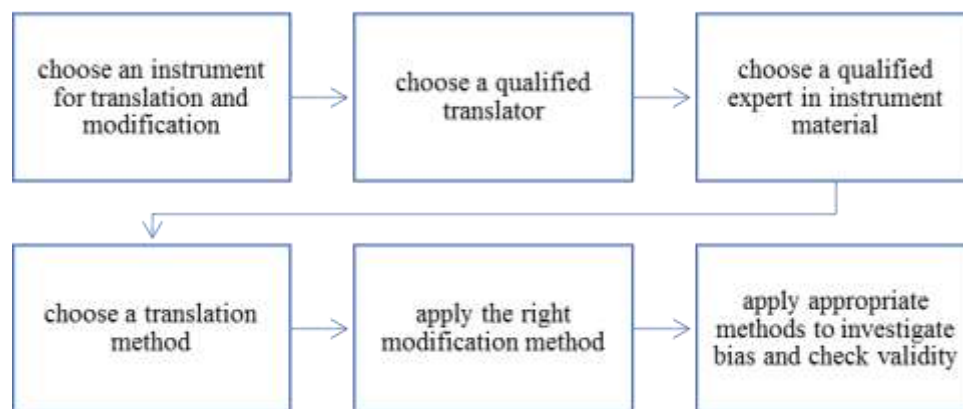 choose an instrument
for translation and
modification
choose a qualified
translator
choose a qualified
expert in instrument
material
choose a translation
method
apply the right
modification method
apply appropriate
methods to investigate
bias and check validity